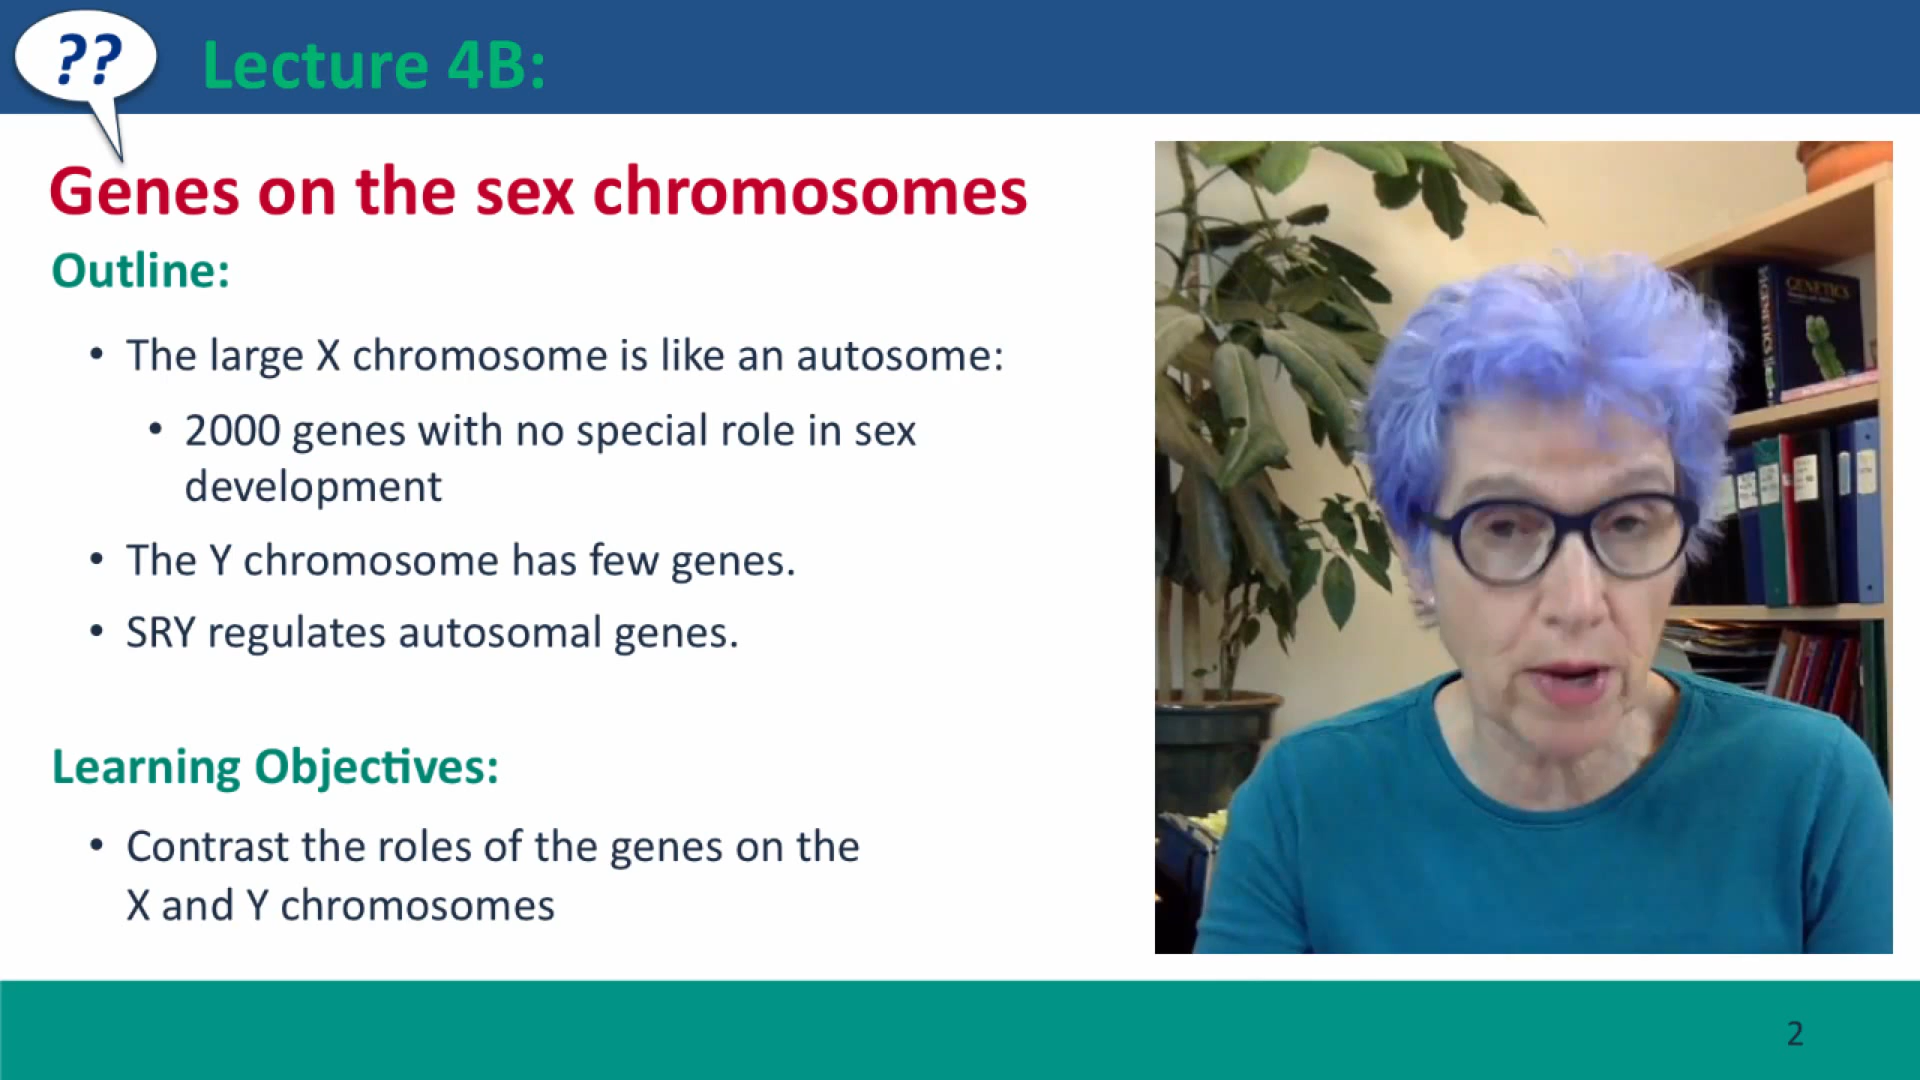 ??
Lecture 4B:
Genes on the sex chromosomes
Outline:
• The large X chromosome is like an autosome:
• 2000 genes with no special role in sex
development
• The Y chromosome has few genes.
• SRY regulates autosomal genes.
Learning Objectives:
• Contrast the roles of the genes on the
X and Y chromosomes
GENETICS
2